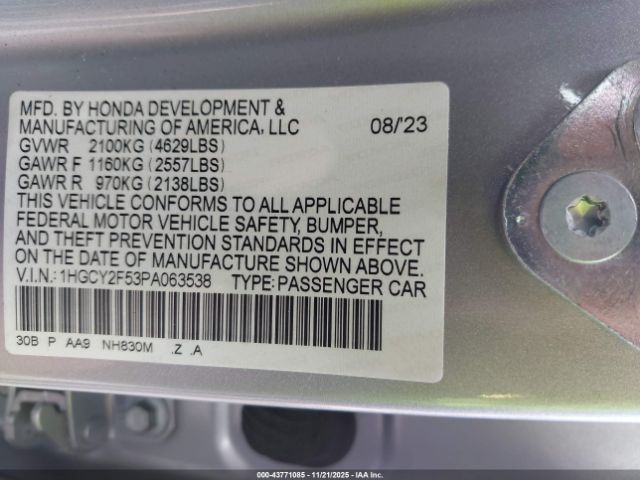 MFD. BY HONDA DEVELOPMENT &
MANUFACTURING OF AMERICA, LLC 08/'23
GVWR 2100KG (4629LBS)
GAWR F 1160KG (2557LBS)
GAWR R 970KG (2138LBS)
THIS VEHICLE CONFORMS TO ALL APPLICABLE
FEDERAL MOTOR VEHICLE SAFETY, BUMPER,
AND THEFT PREVENTION STANDARDS IN EFFECT
ON THE DATE OF MANUFACTURE SHOWN ABOVE.
V.I.N.: 1HGCY2F53PA063538 TYPE: PASSENGER CAR
30B P AA9 NH830M .Z .A
000-43771085 - 11/21/2025 - IAA Inc.